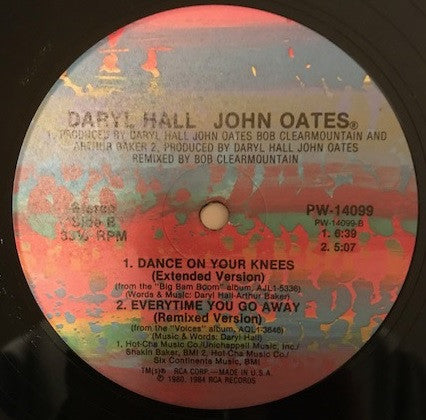 DARYL HALL JOHN OATES®
1. PRODUCED BY DARYL HALL JOHN OATES BOB CLEARMOUNTAIN AND
ARTHUR BAKER 2. PRODUCED BY DARYL HALL JOHN OATES
REMIXED BY BOB CLEARMOUNTAIN
Stereo
Side B
33⅓ RPM
PW-14099
PW-14099-B
1. 6:39
2. 5:07
1. DANCE ON YOUR KNEES
(Extended Version)
(from the "Big Bam Boom" album, AJL1-5336)
(Words & Music: Daryl Hall-Arthur Baker)
2. EVERYTIME YOU GO AWAY
(Remixed Version)
(from the "Voices" album, AQL1-3646)
(Music & Words: Daryl Hall)
1. Hot-Cha Music Co./Unichappell Music Inc./
Shakin Baker, BMI 2. Hot-Cha Music Co./
Six Continents Music, BMI
TM(s)® RCA CORP.—MADE IN U.S.A.
© 1980, 1984 RCA RECORDS